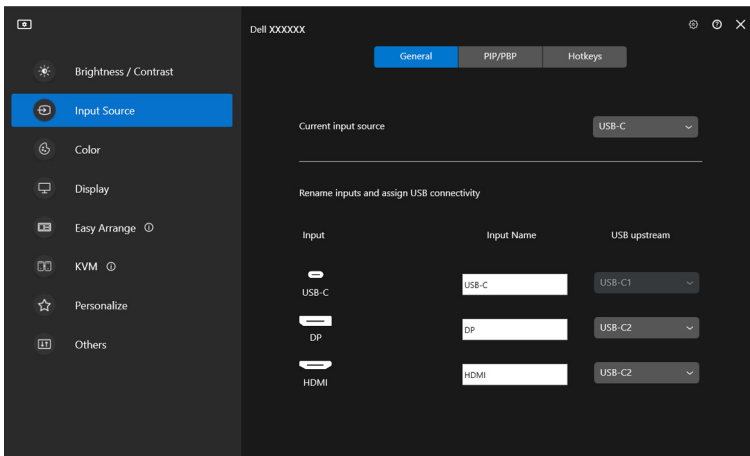 Dell XXXXXX
General PIP/PBP Hotkeys
Brightness / Contrast
Input Source
Color
Display
Easy Arrange
KVM
Personalize
Others
Current input source USB-C
Rename inputs and assign USB connectivity
Input Input Name USB upstream
USB-C USB-C USB-C1
DP DP USB-C2
HDMI HDMI USB-C2